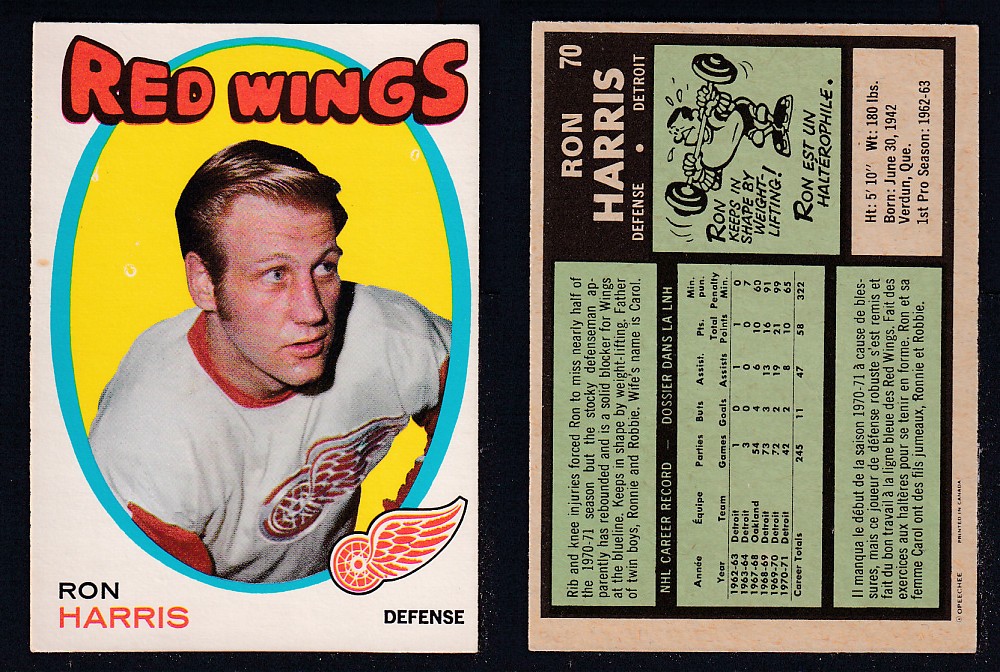 RED WINGS
RON
HARRIS
DEFENSE
70
RON
HARRIS
DEFENSE • DETROIT
RON
KEEPS IN
SHAPE BY
WEIGHT-
LIFTING!
RON EST UN
HALTÉROPHILE.
Ht: 5' 10" Wt: 180 lbs.
Born: June 30, 1942
Verdun, Que.
1st Pro Season: 1962-63
Rib and knee injuries forced Ron to miss nearly half of
the 1970-71 season but the stocky defenseman ap-
parently has rebounded and is a solid blocker for Wings
at the blueline. Keeps in shape by weight-lifting. Father
of twin boys, Ronnie and Robbie. Wife's name is Carol.
NHL CAREER RECORD — DOSSIER DANS LA LNH
Année Équipe Parties Buts Assist. Pts. Min. pun.
Year Team Games Goals Assists Total Points Penalty Min.
1962-63 Detroit 1 0 0 1 0
1963-64 Detroit 3 0 0 0 7
1967-68 Oakland 54 4 6 10 60
1968-69 Detroit 73 3 13 16 91
1969-70 Detroit 72 2 19 21 99
1970-71 Detroit 42 2 8 10 65
Career Totals 245 11 47 58 322
Il manqua le début de la saison 1970-71 à cause de bles-
sures, mais ce joueur de défense robuste s'est remis et
fait du bon travail à la ligne bleue des Red Wings. Fait des
exercices aux haltères pour se tenir en forme. Ron et sa
femme Carol ont des fils jumeaux, Ronnie et Robbie.
© OPEECHEE PRINTED IN CANADA